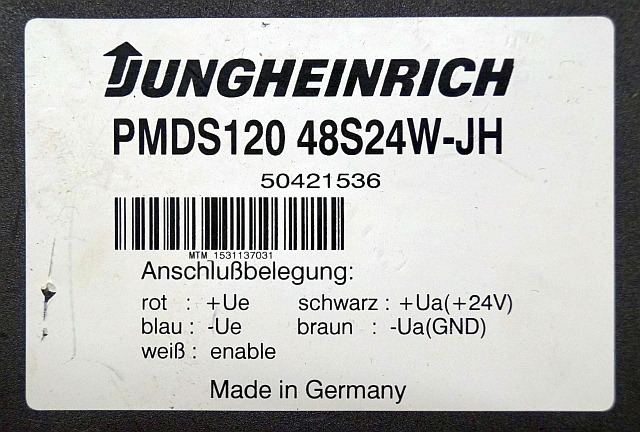 JUNGHEINRICH
PMDS120 48S24W-JH
50421536
MTM 1531137031
Anschlußbelegung:
rot : +Ue schwarz : +Ua(+24V)
blau : -Ue braun : -Ua(GND)
weiß : enable
Made in Germany